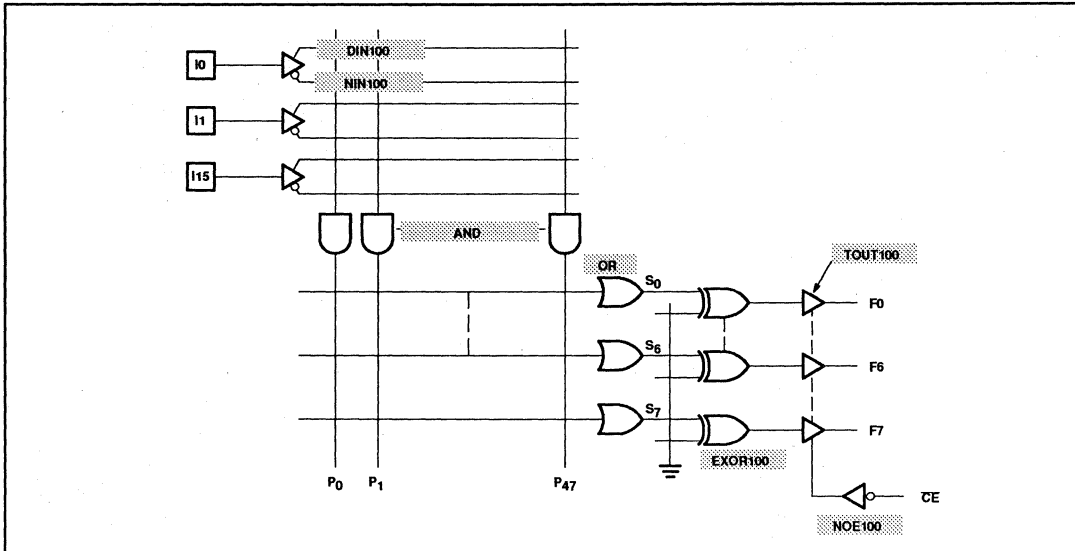 DIN100
I0
NIN100
I1
I15
AND
OR
TOUT100
S0
F0
S6
F6
S7
F7
EXOR100
P0 P1 P47
C̅E̅
NOE100